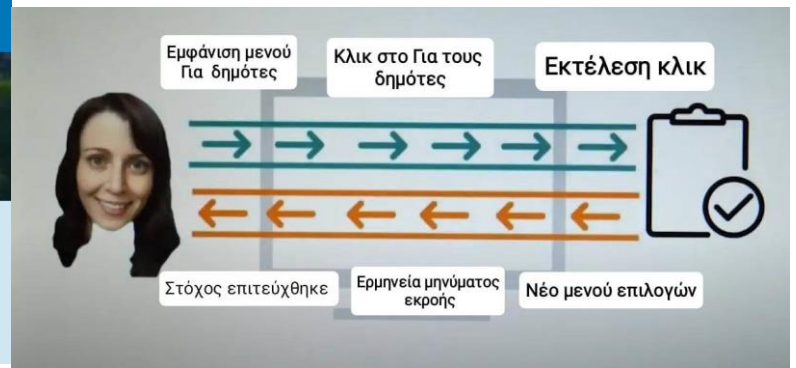 Εμφάνιση μενού
Για δημότες
Κλικ στο Για τους
δημότες
Εκτέλεση κλικ
Στόχος επιτεύχθηκε
Ερμηνεία μηνύματος
εκροής
Νέο μενού επιλογών